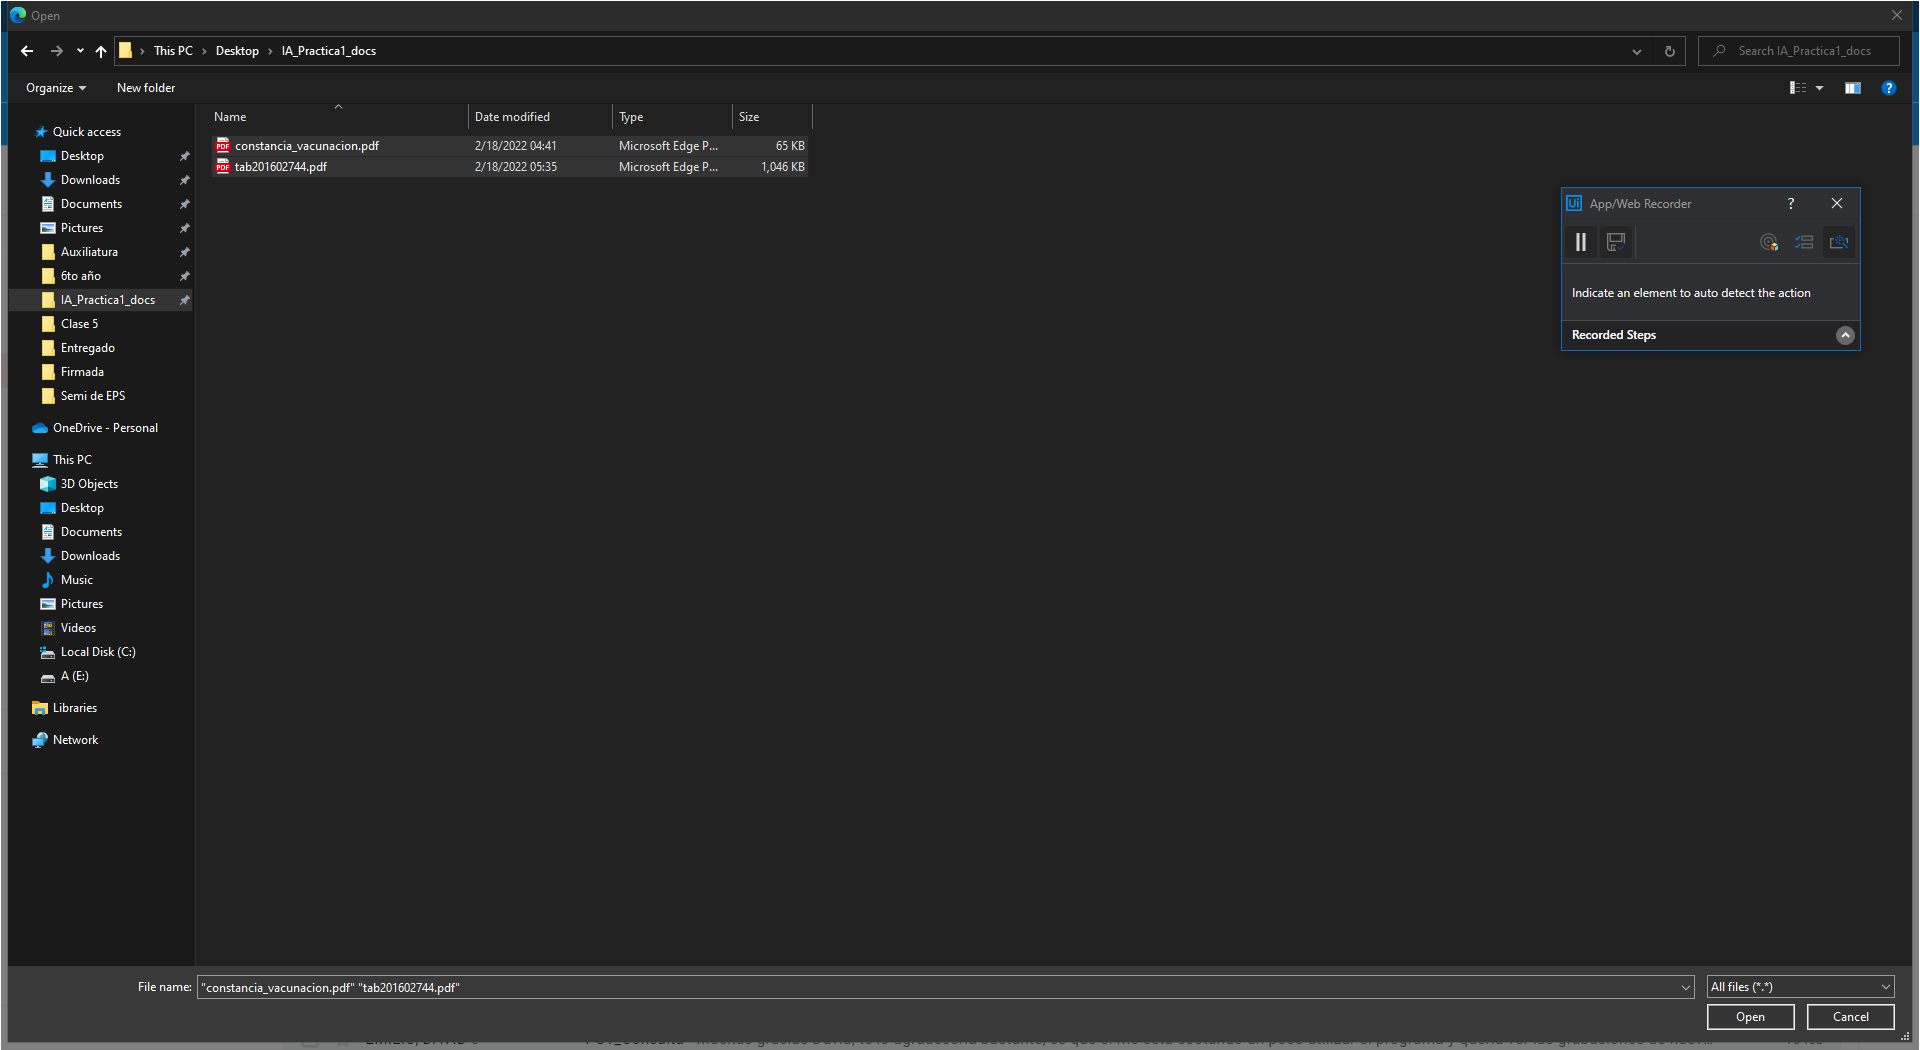 Open
This PC > Desktop > IA_Practica1_docs
Search IA_Practica1_docs
Organize
New folder
Name
Date modified
Type
Size
constancia_vacunacion.pdf 2/18/2022 04:41 Microsoft Edge P... 65 KB
tab201602744.pdf 2/18/2022 05:35 Microsoft Edge P... 1,046 KB
Quick access
Desktop
Downloads
Documents
Pictures
Auxiliatura
6to año
IA_Practica1_docs
Clase 5
Entregado
Firmada
Semi de EPS
OneDrive - Personal
This PC
3D Objects
Desktop
Documents
Downloads
Music
Pictures
Videos
Local Disk (C:)
A (E:)
Libraries
Network
Ui App/Web Recorder ?
Indicate an element to auto detect the action
Recorded Steps
File name: "constancia_vacunacion.pdf" "tab201602744.pdf"
All files (*.*)
Open
Cancel